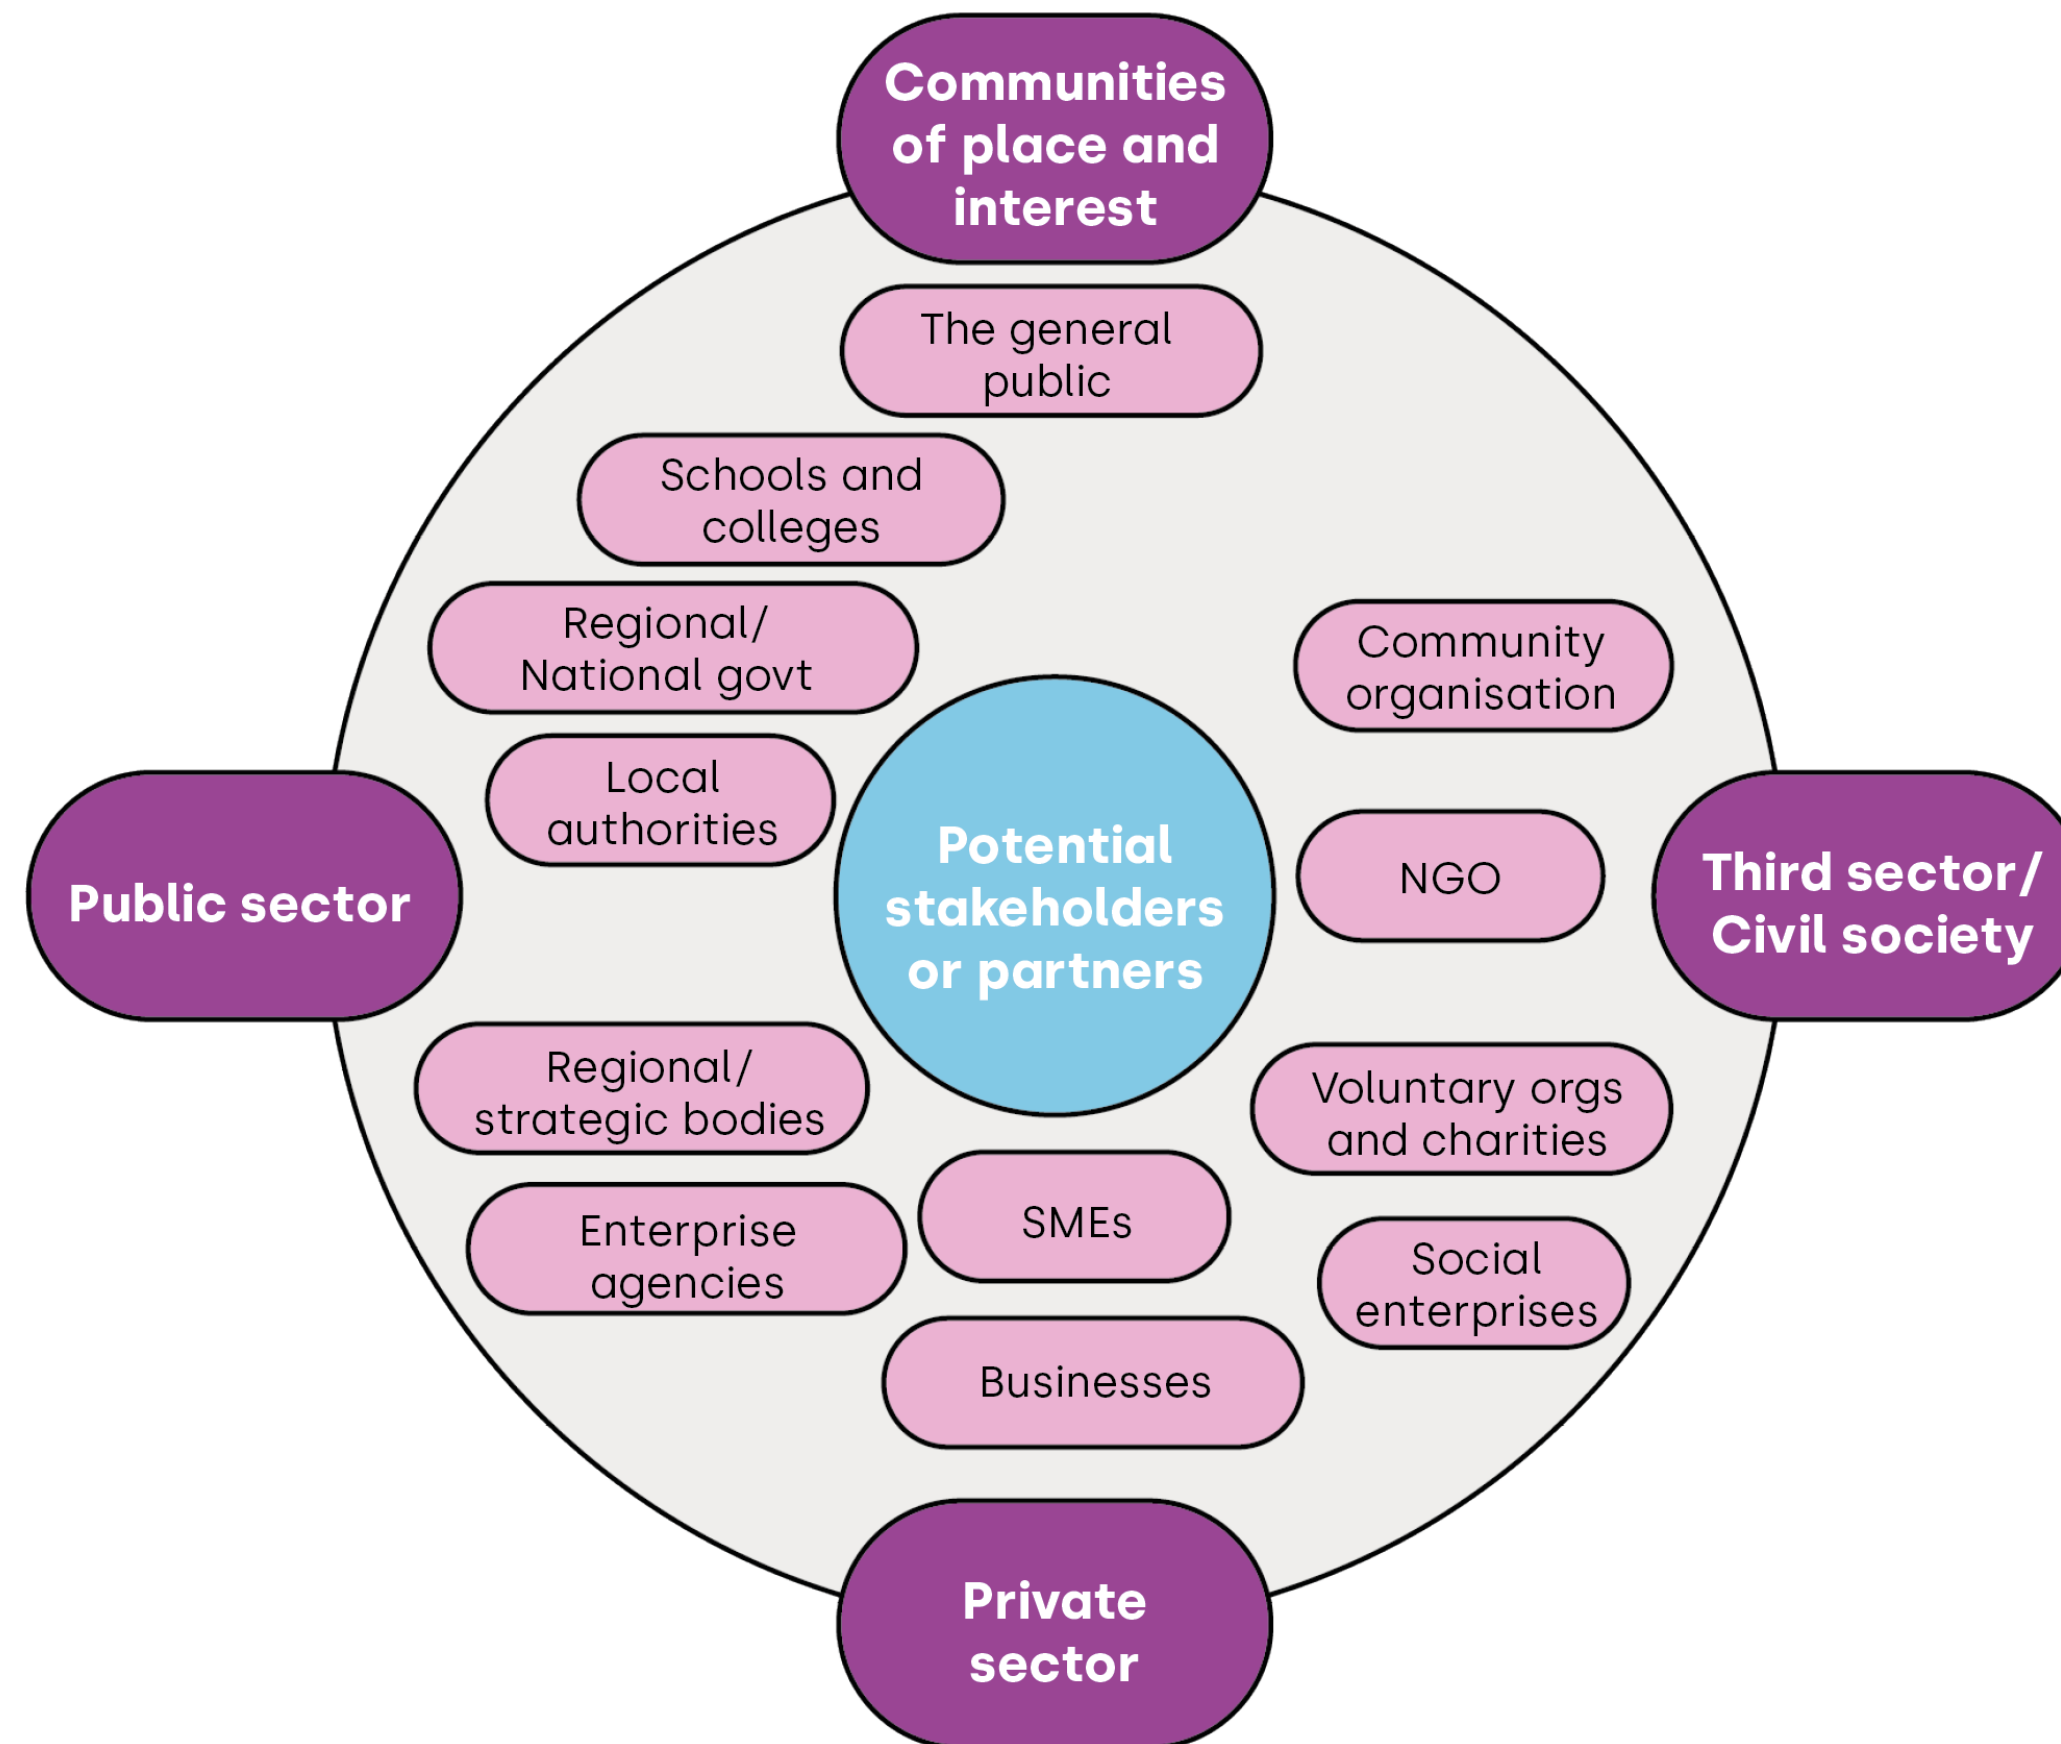 Communities
of place and
interest
The general
public
Schools and
colleges
Regional/
National govt
Community
organisation
Local
authorities
Potential
stakeholders
or partners
NGO
Public sector
Third sector/
Civil society
Regional/
strategic bodies
Voluntary orgs
and charities
SMEs
Enterprise
agencies
Social
enterprises
Businesses
Private
sector